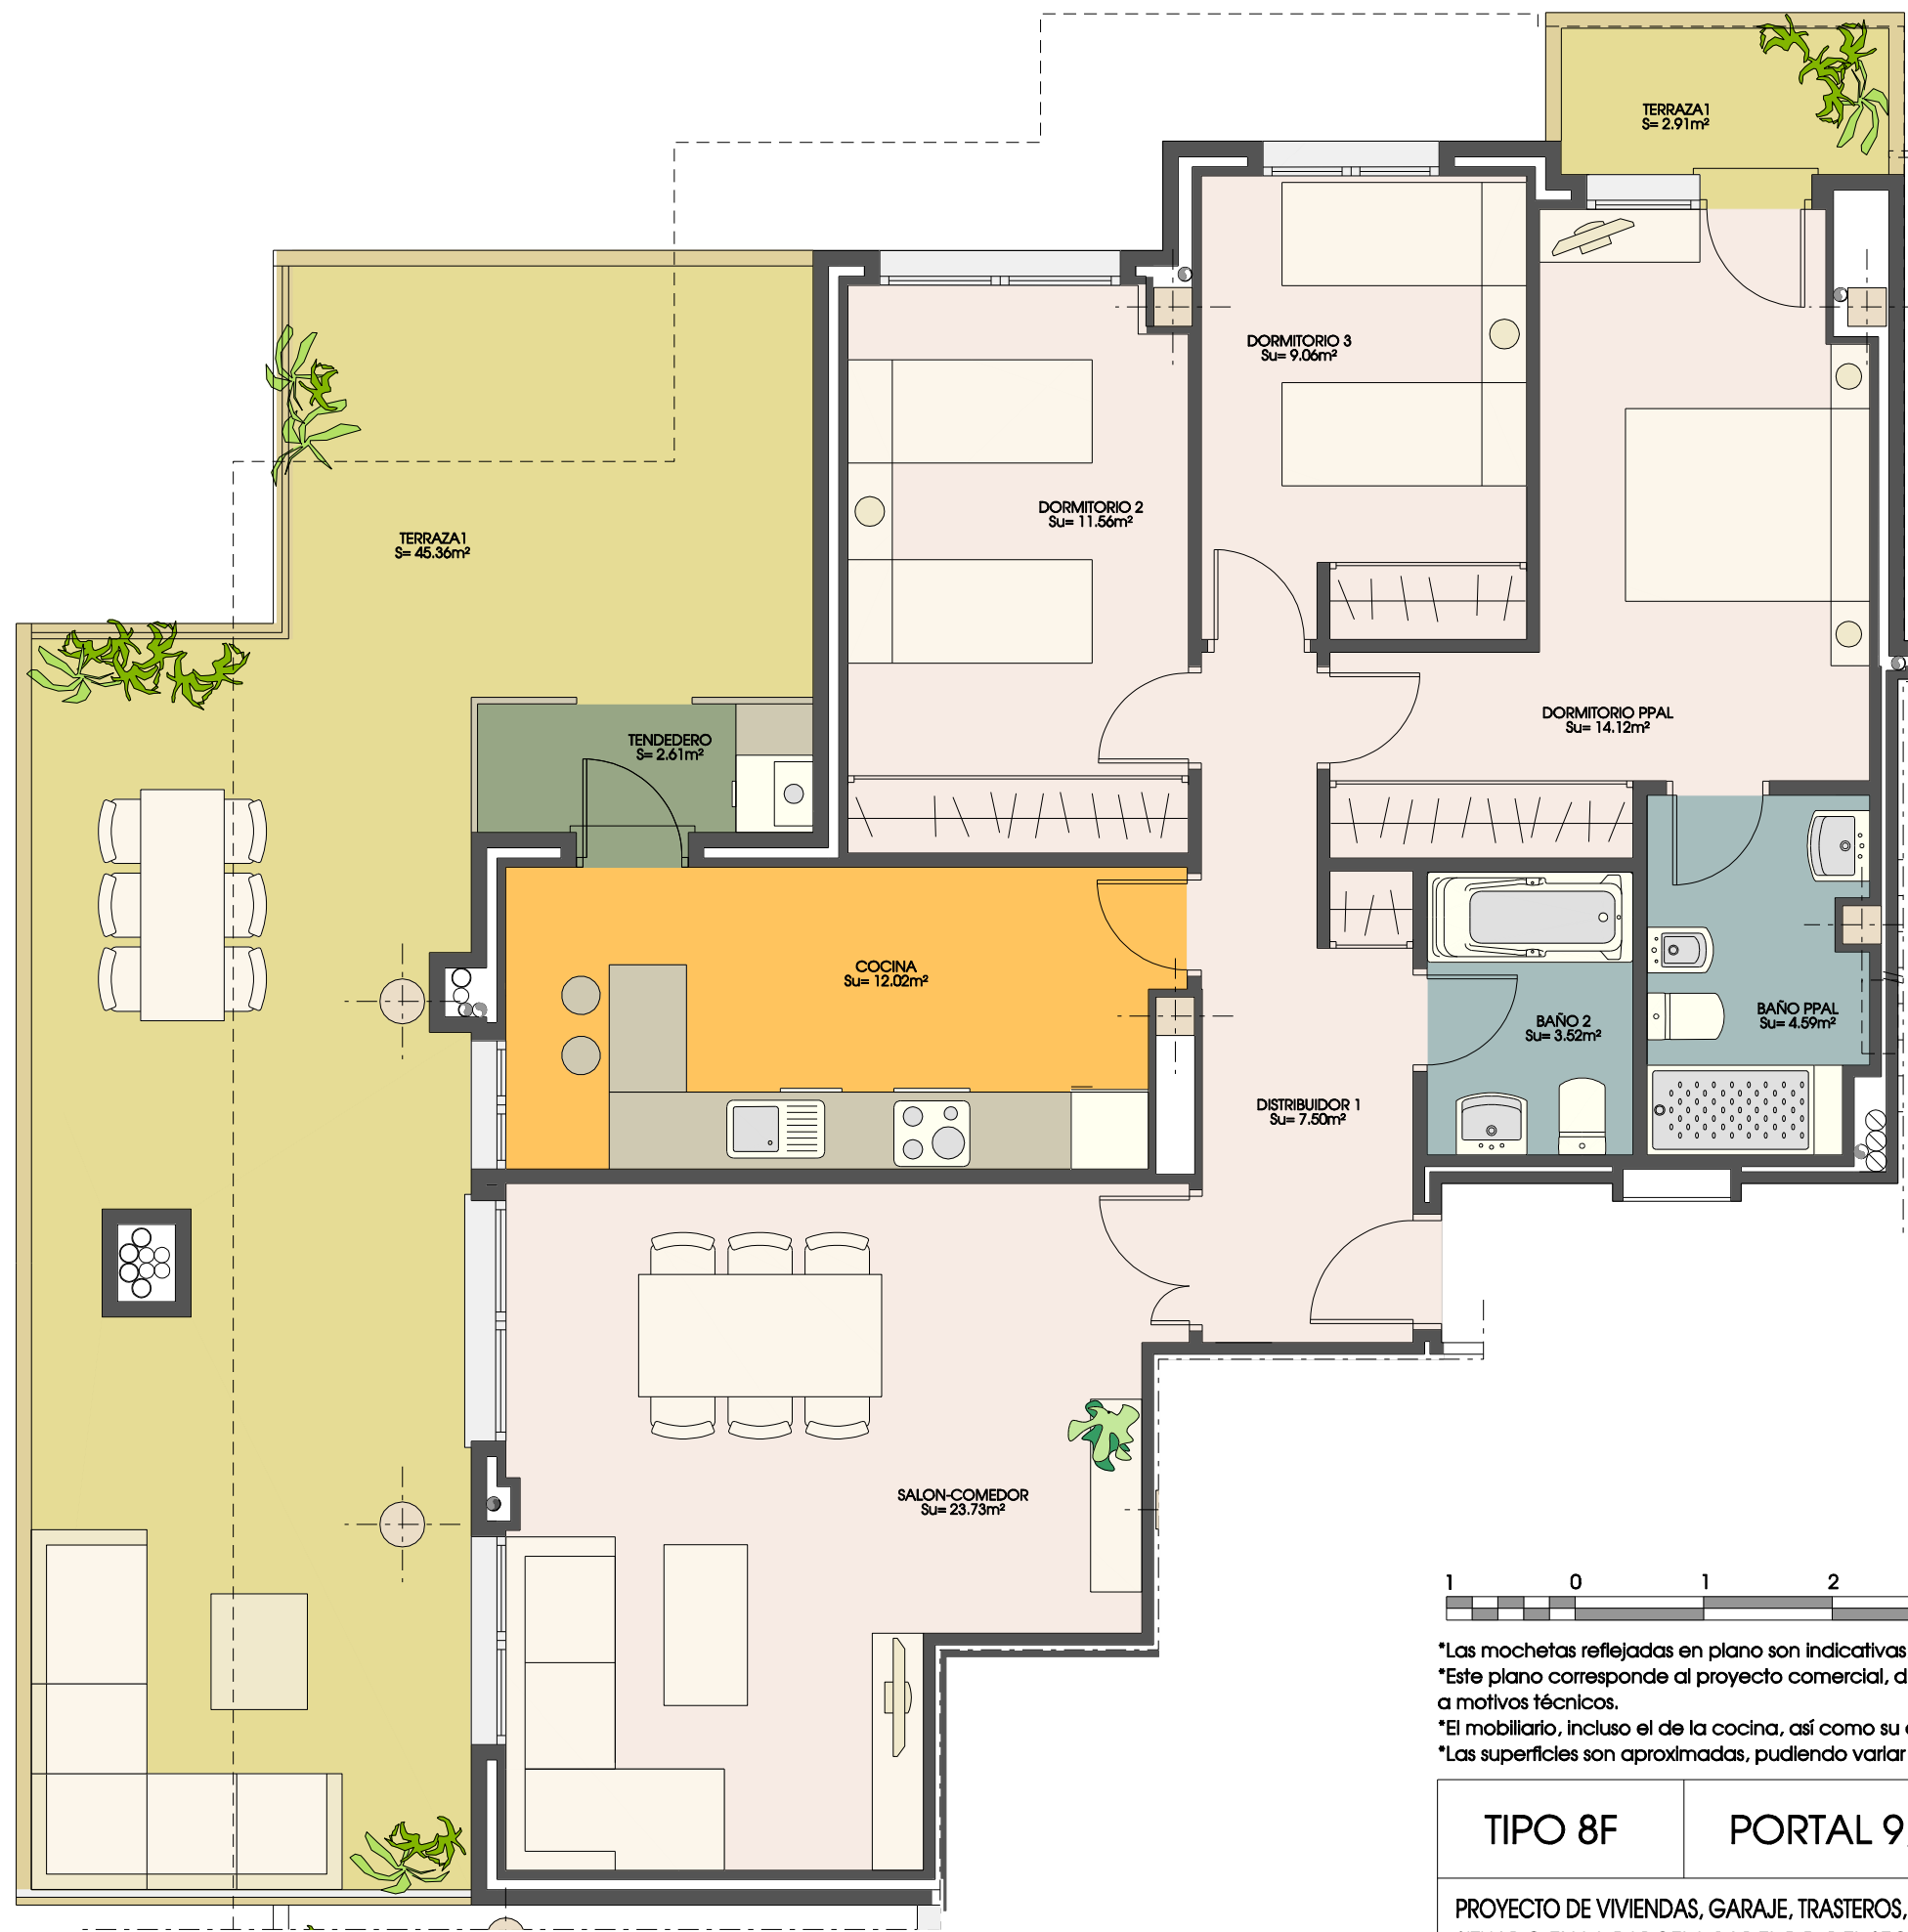 TERRAZA1
S= 2.91m²
DORMITORIO 3
Su= 9.06m²
DORMITORIO 2
Su= 11.56m²
TERRAZA1
S= 45.36m²
DORMITORIO PPAL
Su= 14.12m²
TENDEDERO
S= 2.61m²
COCINA
Su= 12.02m²
BAÑO PPAL
Su= 4.59m²
BAÑO 2
Su= 3.52m²
DISTRIBUIDOR 1
Su= 7.50m²
SALON-COMEDOR
Su= 23.73m²
1 0 1 2
*Las mochetas reflejadas en plano son indicativas
*Este plano corresponde al proyecto comercial, d
a motivos técnicos.
*El mobiliario, incluso el de la cocina, así como su
*Las superficies son aproximadas, pudiendo variar
TIPO 8F
PORTAL 9
PROYECTO DE VIVIENDAS, GARAJE, TRASTEROS,